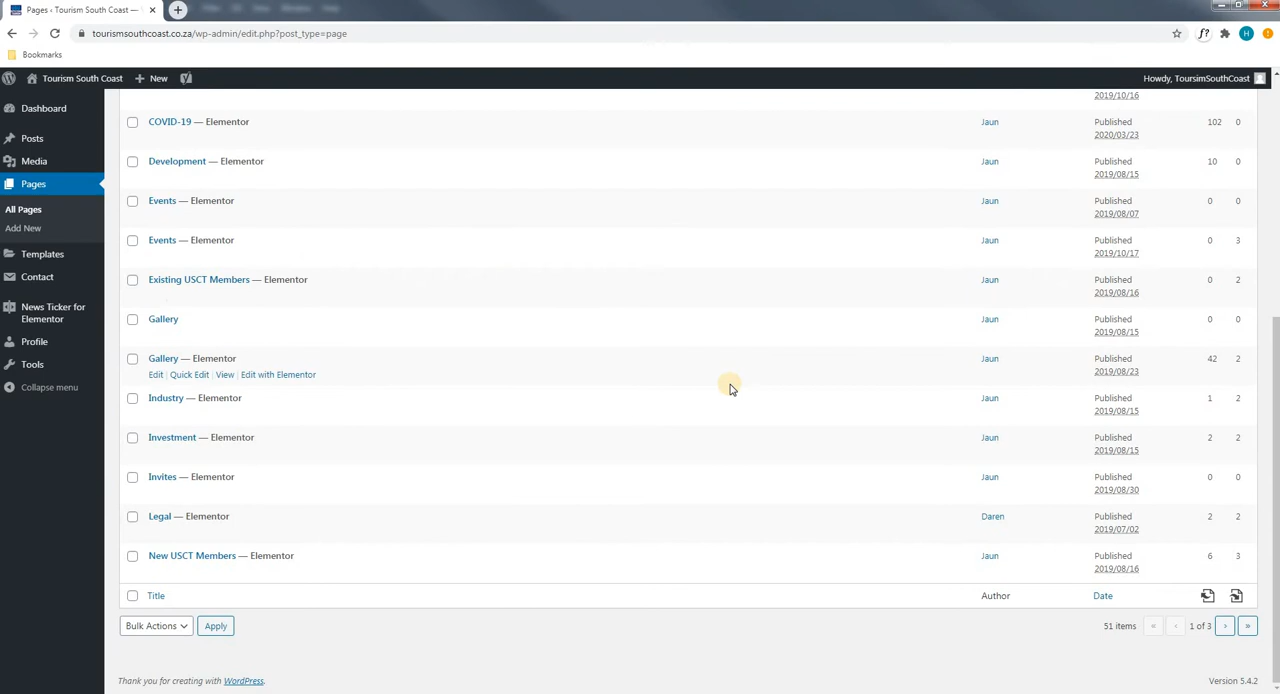 Pages ‹ Tourism South Coast —
tourismsouthcoast.co.za/wp-admin/edit.php?post_type=page
Bookmarks
Tourism South Coast
New
Howdy, ToursimSouthCoast
Dashboard
Posts
Media
Pages
All Pages
Add New
Templates
Contact
News Ticker for
Elementor
Profile
Tools
Collapse menu
2019/10/16
COVID-19 — Elementor Jaun Published 102 0
2020/03/23
Development — Elementor Jaun Published 10 0
2019/08/15
Events — Elementor Jaun Published 0 0
2019/08/07
Events — Elementor Jaun Published 0 3
2019/10/17
Existing USCT Members — Elementor Jaun Published 0 2
2019/08/16
Gallery Jaun Published 0 0
2019/08/15
Gallery — Elementor Jaun Published 42 2
Edit | Quick Edit | View | Edit with Elementor 2019/08/23
Industry — Elementor Jaun Published 1 2
2019/08/15
Investment — Elementor Jaun Published 2 2
2019/08/15
Invites — Elementor Jaun Published 0 0
2019/08/30
Legal — Elementor Daren Published 2 2
2019/07/02
New USCT Members — Elementor Jaun Published 6 3
2019/08/16
Title Author Date
Bulk Actions Apply 51 items « ‹ 1 of 3 › »
Thank you for creating with WordPress. Version 5.4.2